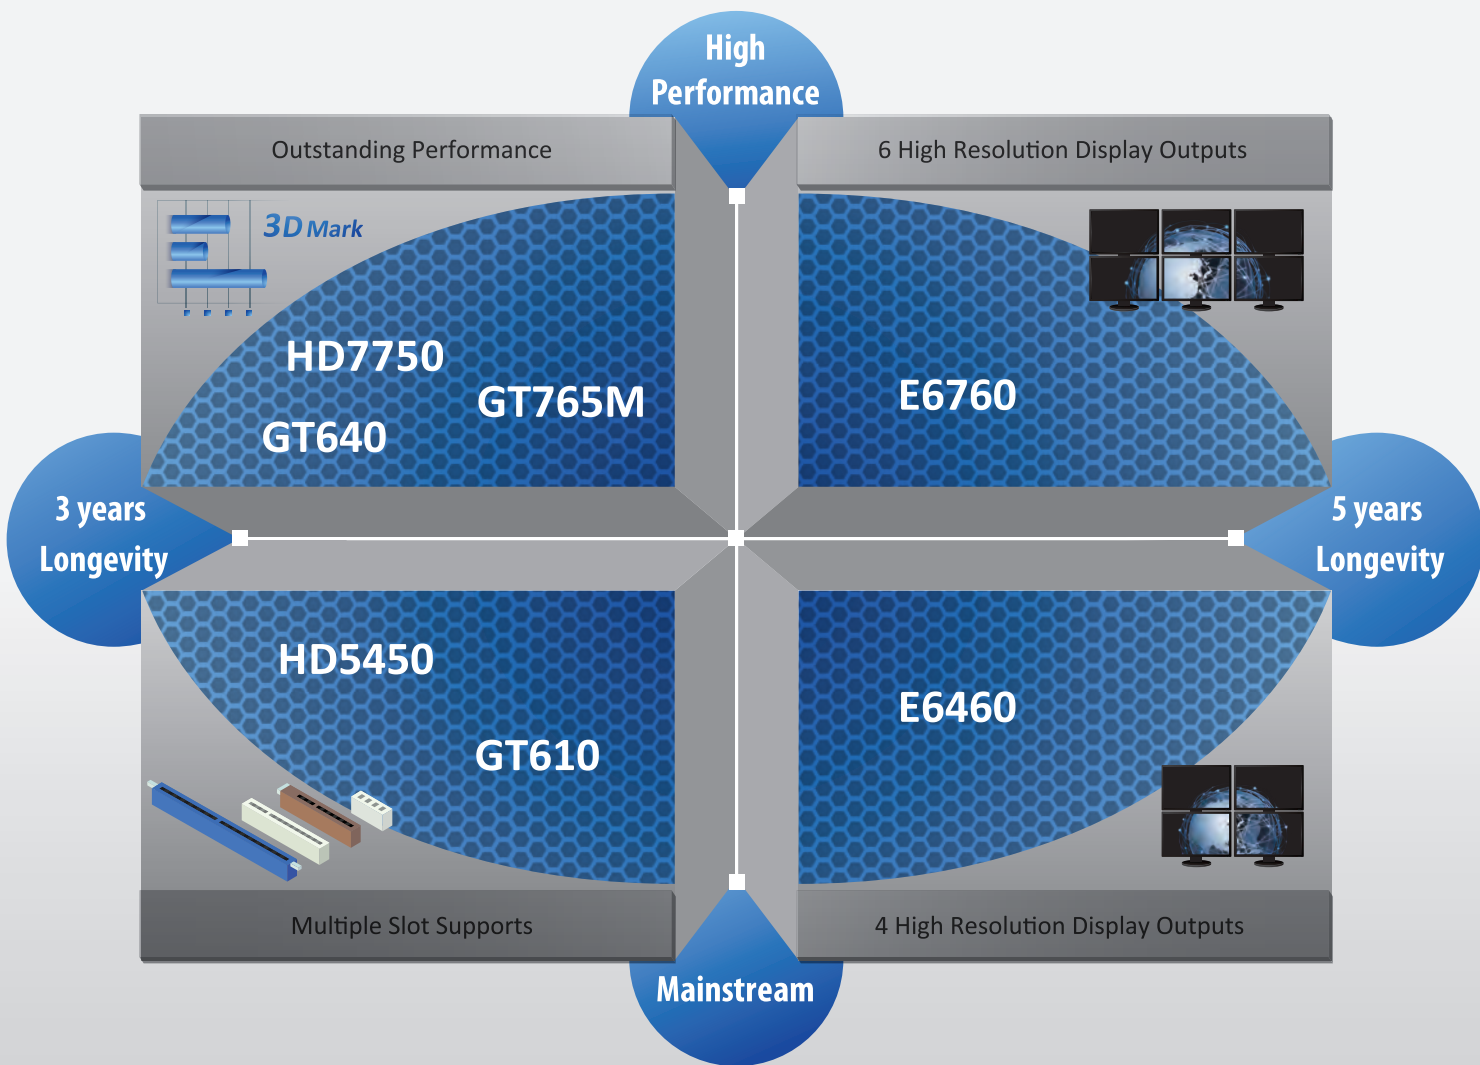 High
Performance
Outstanding Performance
6 High Resolution Display Outputs
3D Mark
HD7750
GT765M
GT640
E6760
3 years
Longevity
5 years
Longevity
HD5450
GT610
E6460
Multiple Slot Supports
4 High Resolution Display Outputs
Mainstream